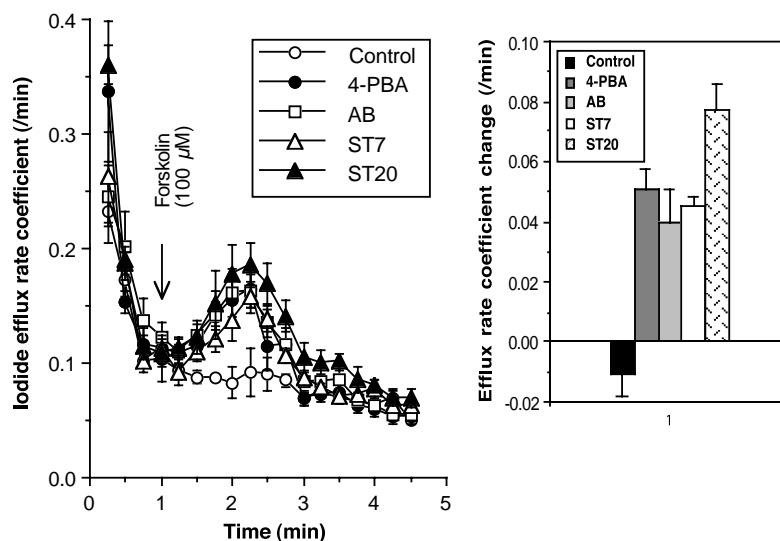 Iodide efflux rate coefficient (/min)
0.4
0.3
0.2
0.1
0.0
0
1
2
3
4
5
Time (min)
Forskolin
(100 µM)
Control
4-PBA
AB
ST7
ST20
Efflux rate coefficient change (/min)
0.10
0.08
0.06
0.04
0.02
0.00
-0.02
1
Control
4-PBA
AB
ST7
ST20